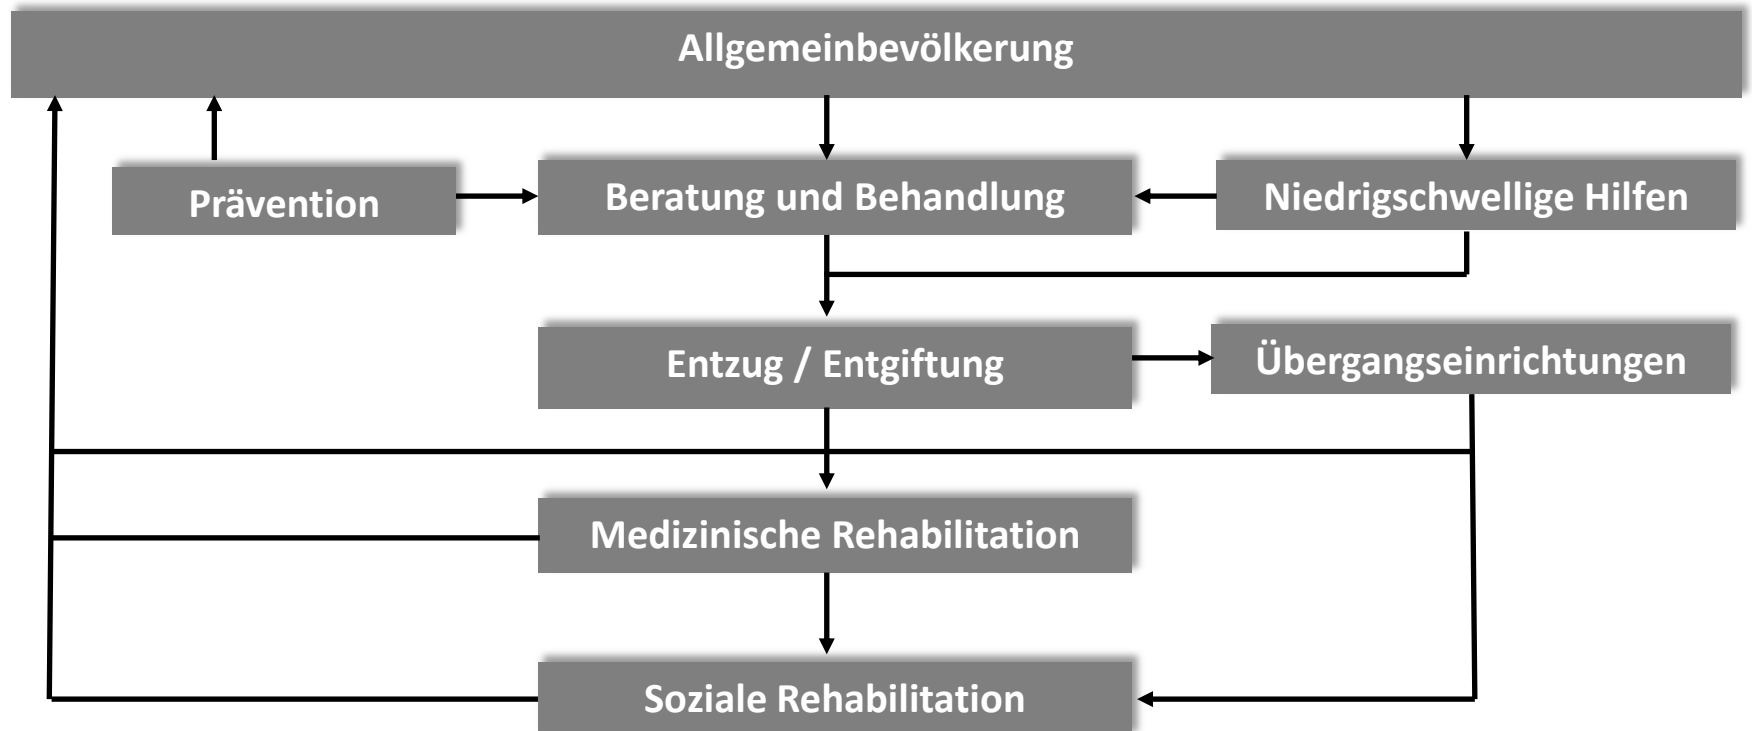 Allgemeinbevölkerung
Prävention
Beratung und Behandlung
Niedrigschwellige Hilfen
Entzug / Entgiftung
Übergangseinrichtungen
Medizinische Rehabilitation
Soziale Rehabilitation